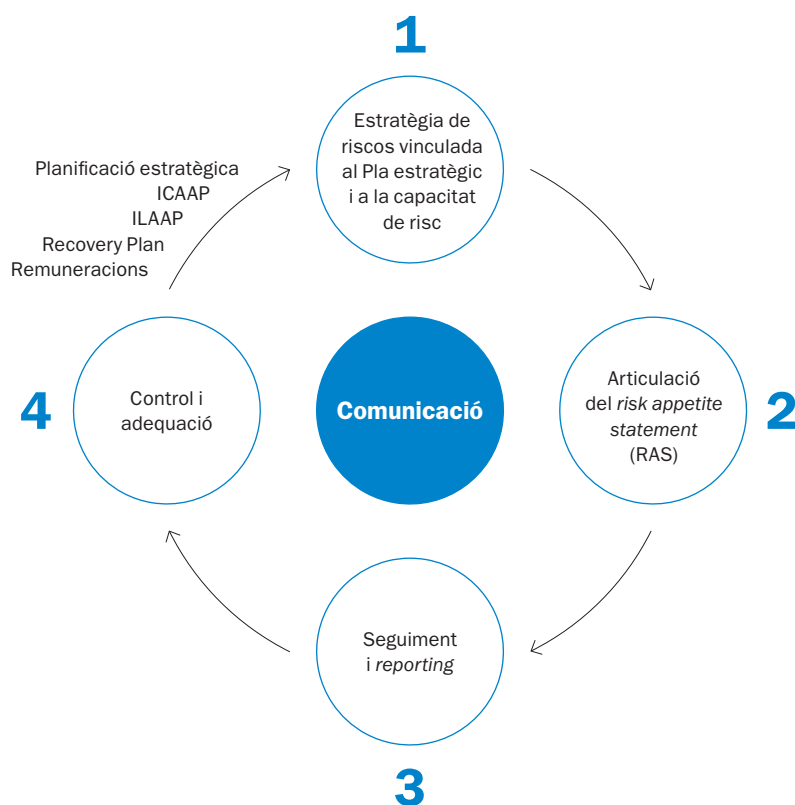 1
Estratègia de
riscos vinculada
al Pla estratègic
i a la capacitat
de risc
Planificació estratègica
ICAAP
ILAAP
Recovery Plan
Remuneracions
4
Control i
adequació
Comunicació
Articulació
del risk appetite
statement
(RAS)
2
Seguiment
i reporting
3